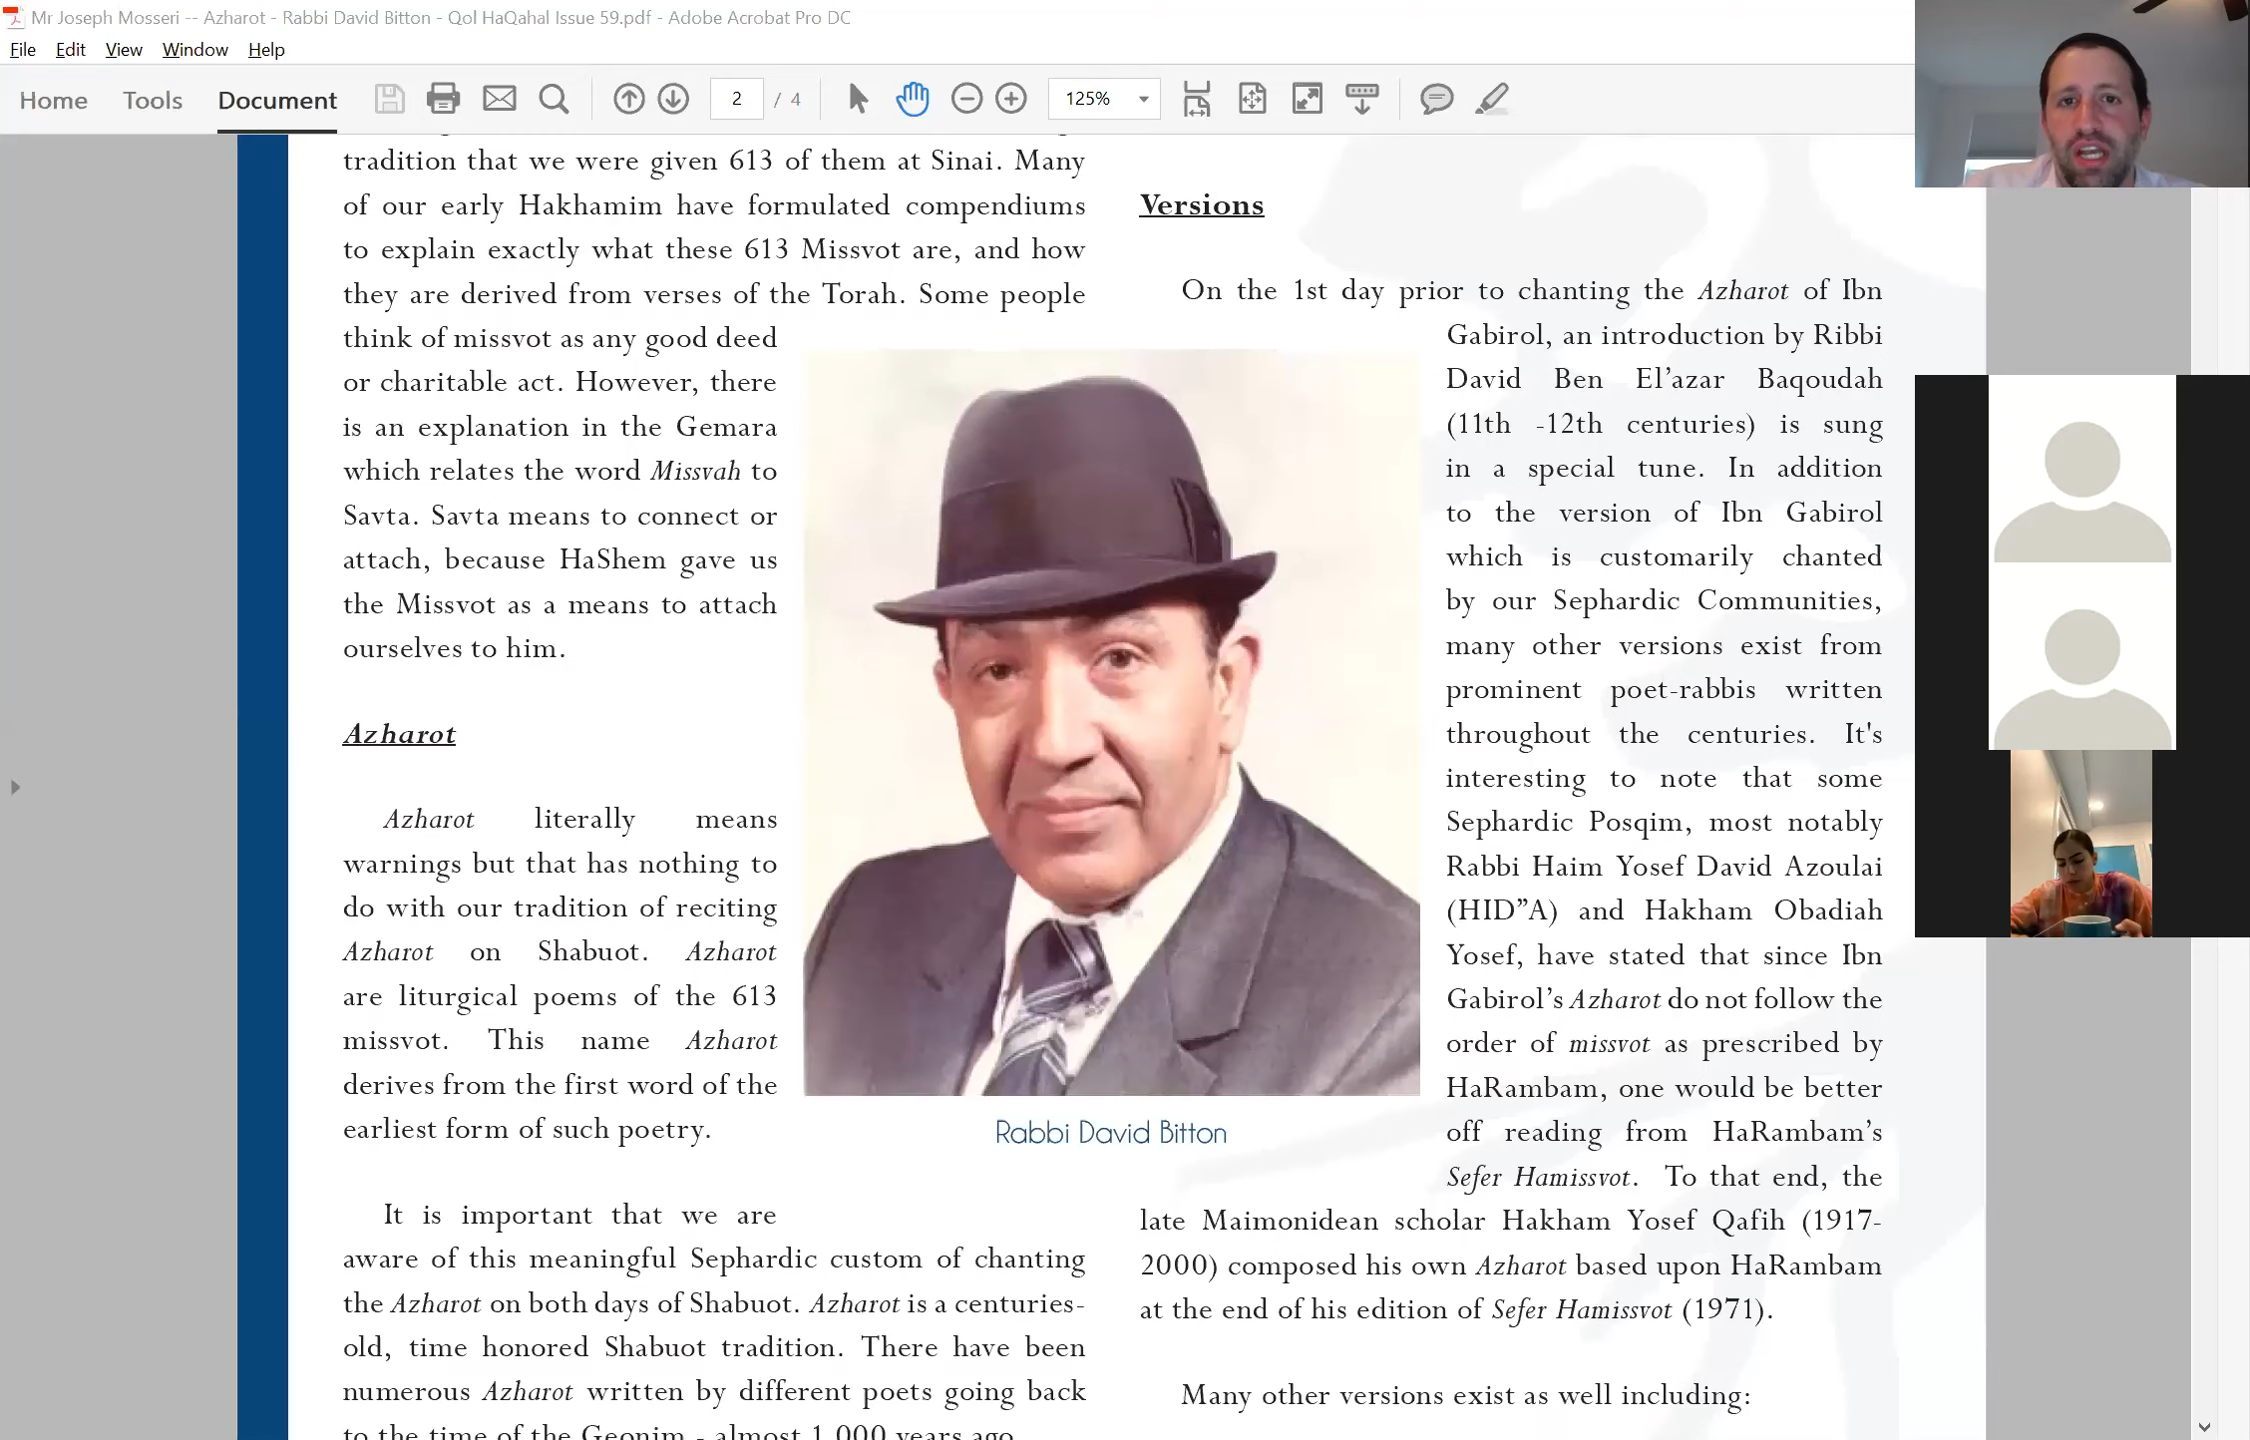 Mr Joseph Mosseri -- Azharot - Rabbi David Bitton - Qol HaQahal Issue 59.pdf - Adobe Acrobat Pro DC
File Edit View Window Help
Home Tools Document 2 / 4 125%
tradition that we were given 613 of them at Sinai. Many
of our early Hakhamim have formulated compendiums
to explain exactly what these 613 Missvot are, and how
they are derived from verses of the Torah. Some people
think of missvot as any good deed
or charitable act. However, there
is an explanation in the Gemara
which relates the word Missvah to
Savta. Savta means to connect or
attach, because HaShem gave us
the Missvot as a means to attach
ourselves to him.
Azharot
Azharot literally means
warnings but that has nothing to
do with our tradition of reciting
Azharot on Shabuot. Azharot
are liturgical poems of the 613
missvot. This name Azharot
derives from the first word of the
earliest form of such poetry.
It is important that we are
aware of this meaningful Sephardic custom of chanting
the Azharot on both days of Shabuot. Azharot is a centuries-
old, time honored Shabuot tradition. There have been
numerous Azharot written by different poets going back
to the time of the Geonim - almost 1,000 years ago.
Rabbi David Bitton
Versions
On the 1st day prior to chanting the Azharot of Ibn
Gabirol, an introduction by Ribbi
David Ben El’azar Baqoudah
(11th -12th centuries) is sung
in a special tune. In addition
to the version of Ibn Gabirol
which is customarily chanted
by our Sephardic Communities,
many other versions exist from
prominent poet-rabbis written
throughout the centuries. It's
interesting to note that some
Sephardic Posqim, most notably
Rabbi Haim Yosef David Azoulai
(HID”A) and Hakham Obadiah
Yosef, have stated that since Ibn
Gabirol’s Azharot do not follow the
order of missvot as prescribed by
HaRambam, one would be better
off reading from HaRambam’s
Sefer Hamissvot. To that end, the
late Maimonidean scholar Hakham Yosef Qafih (1917-
2000) composed his own Azharot based upon HaRambam
at the end of his edition of Sefer Hamissvot (1971).
Many other versions exist as well including: